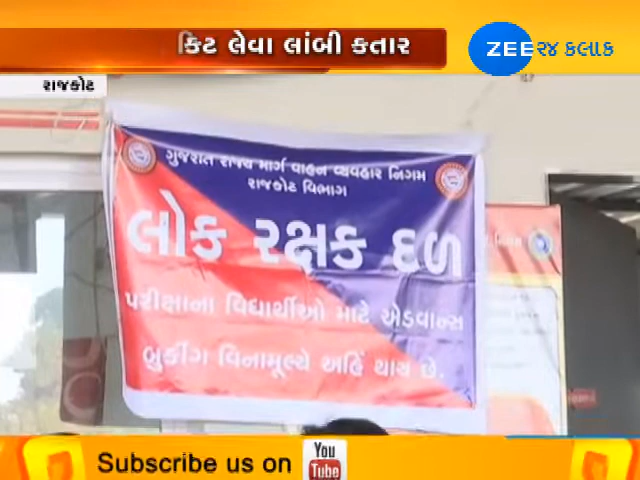 કિટ લેવા લાંબી કતાર
ZEE ૨૪ કલાક
રાજકોટ
ગુજરાત રાજ્ય માર્ગ વાહન વ્યવહાર નિગમ
રાજકોટ વિભાગ
લોક રક્ષક દળ
પરીક્ષાના વિદ્યાર્થીઓ માટે એડવાન્સ
બુકીંગ વિનામૂલ્યે અહિં થાય છે.
Subscribe us on You Tube